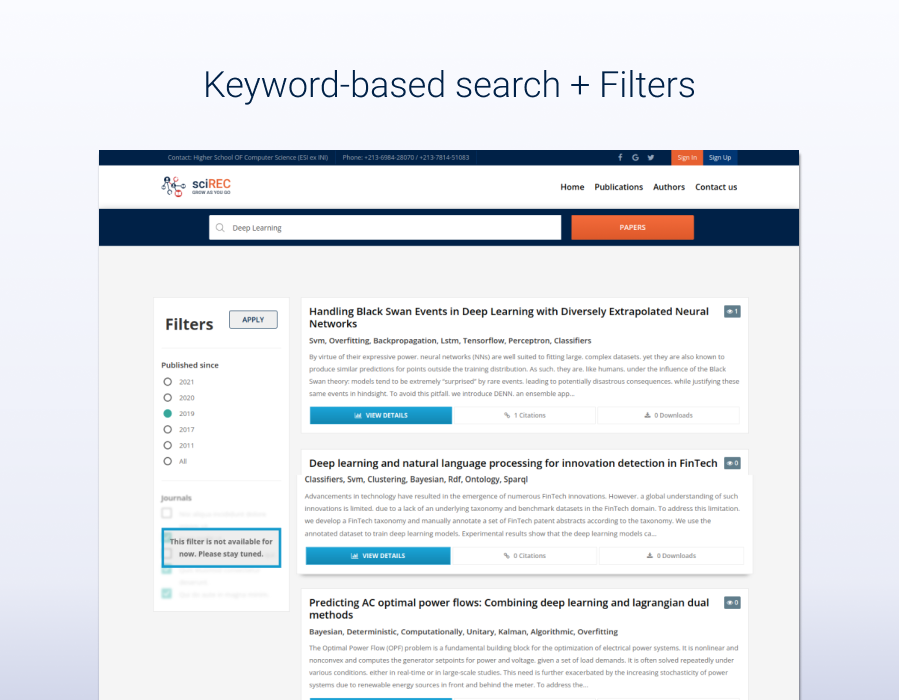 Keyword-based search + Filters
Contact: Higher School OF Computer Science (ESI ex INI)
Phone: +213-6984-28070 / +213-7814-51083
Sign In
Sign Up
sciREC
GROW AS YOU GO
Home Publications Authors Contact us
Deep Learning
PAPERS
Filters
APPLY
Published since
2021
2020
2019
2017
2011
All
Journals
This filter is not available for
now. Please stay tuned.
Handling Black Swan Events in Deep Learning with Diversely Extrapolated Neural
Networks
1
Svm, Overfitting, Backpropagation, Lstm, Tensorflow, Perceptron, Classifiers
By virtue of their expressive power, neural networks (NNs) are well suited to fitting large, complex datasets, yet they are also known to
produce similar predictions for points outside the training distribution. As such, they are, like humans, under the influence of the Black
Swan theory: models tend to be extremely "surprised" by rare events, leading to potentially disastrous consequences, while justifying these
same events in hindsight. To avoid this pitfall, we introduce DENN, an ensemble app...
VIEW DETAILS
1 Citations
0 Downloads
Deep learning and natural language processing for innovation detection in FinTech
0
Classifiers, Svm, Clustering, Bayesian, Rdf, Ontology, Sparql
Advancements in technology have resulted in the emergence of numerous FinTech innovations. However, a global understanding of such
innovations is limited, due to a lack of an underlying taxonomy and benchmark datasets in the FinTech domain. To address this limitation,
we develop a FinTech taxonomy and manually annotate a set of FinTech patent abstracts according to the taxonomy. We use the
annotated dataset to train deep learning models. Experimental results show that the deep learning models ca...
VIEW DETAILS
0 Citations
0 Downloads
Predicting AC optimal power flows: Combining deep learning and lagrangian dual
methods
0
Bayesian, Deterministic, Computationally, Unitary, Kalman, Algorithmic, Overfitting
The Optimal Power Flow (OPF) problem is a fundamental building block for the optimization of electrical power systems. It is nonlinear and
nonconvex and computes the generator setpoints for power and voltage, given a set of load demands. It is often solved repeatedly under
various conditions, either in real-time or in large-scale studies. This need is further exacerbated by the increasing stochasticity of power
systems due to renewable energy sources in front and behind the meter. To address the...